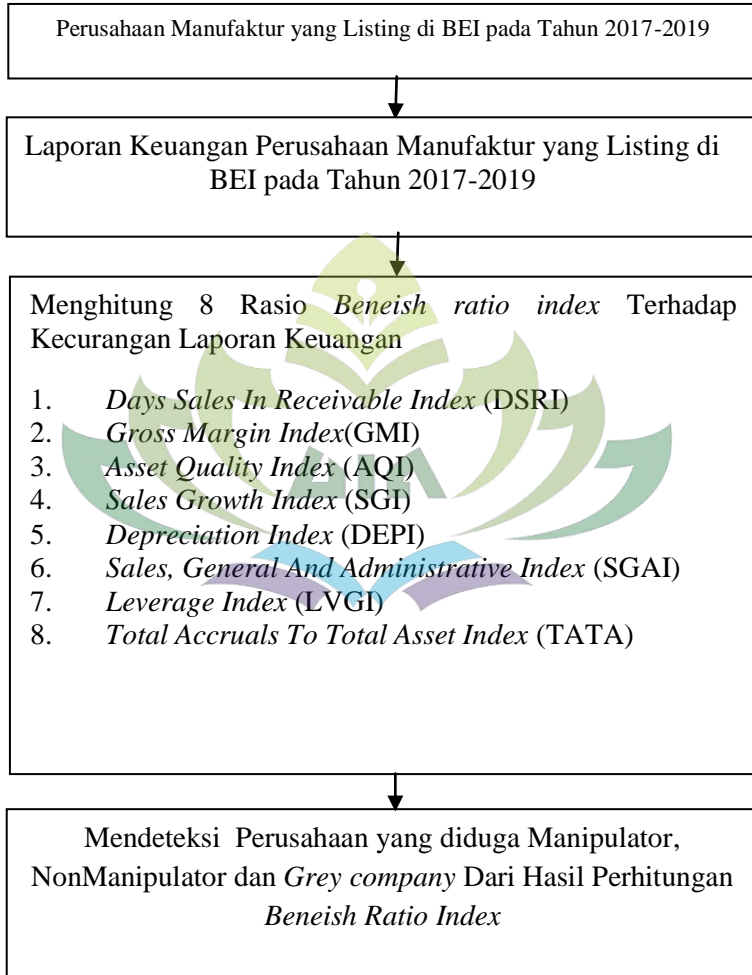 Perusahaan Manufaktur yang Listing di BEI pada Tahun 2017-2019
Laporan Keuangan Perusahaan Manufaktur yang Listing di
BEI pada Tahun 2017-2019
Menghitung 8 Rasio Beneish ratio index Terhadap
Kecurangan Laporan Keuangan
1. Days Sales In Receivable Index (DSRI)
2. Gross Margin Index(GMI)
3. Asset Quality Index (AQI)
4. Sales Growth Index (SGI)
5. Depreciation Index (DEPI)
6. Sales, General And Administrative Index (SGAI)
7. Leverage Index (LVGI)
8. Total Accruals To Total Asset Index (TATA)
Mendeteksi Perusahaan yang diduga Manipulator,
NonManipulator dan Grey company Dari Hasil Perhitungan
Beneish Ratio Index